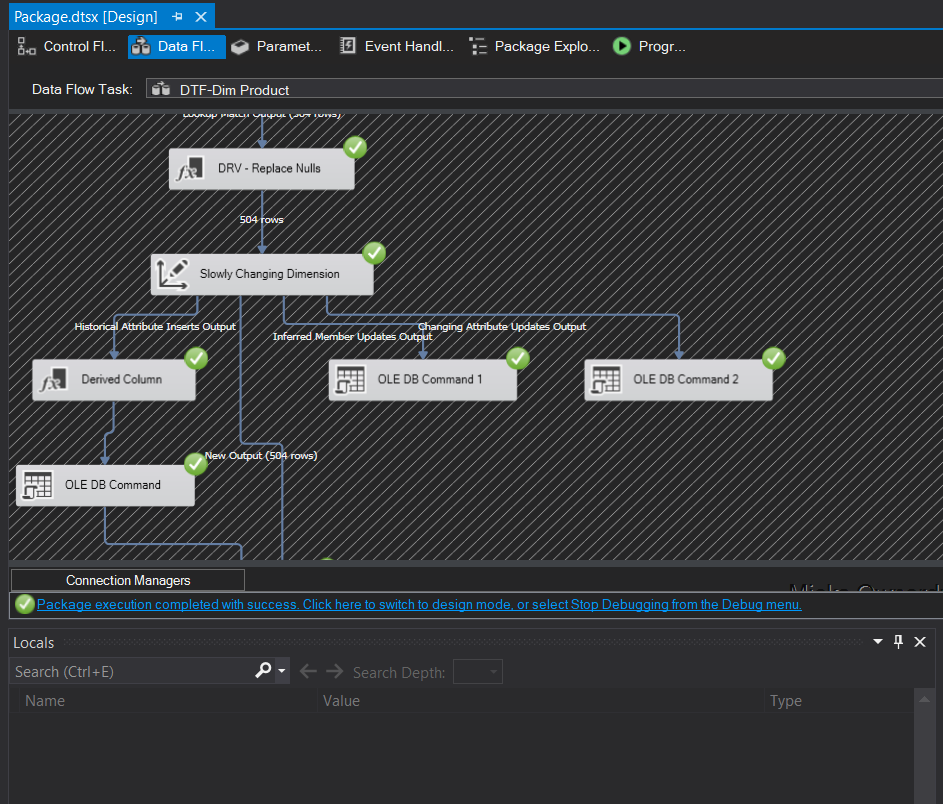 Package.dtsx [Design]
Control Fl... Data Fl... Paramet... Event Handl... Package Explo... Progr...
Data Flow Task: DTF-Dim Product
Lookup Match Output (504 rows)
DRV - Replace Nulls
504 rows
Slowly Changing Dimension
Historical Attribute Inserts Output
Changing Attribute Updates Output
Inferred Member Updates Output
Derived Column
OLE DB Command 1
OLE DB Command 2
New Output (504 rows)
OLE DB Command
Connection Managers
Package execution completed with success. Click here to switch to design mode, or select Stop Debugging from the Debug menu.
Locals
Search (Ctrl+E) Search Depth:
Name Value Type